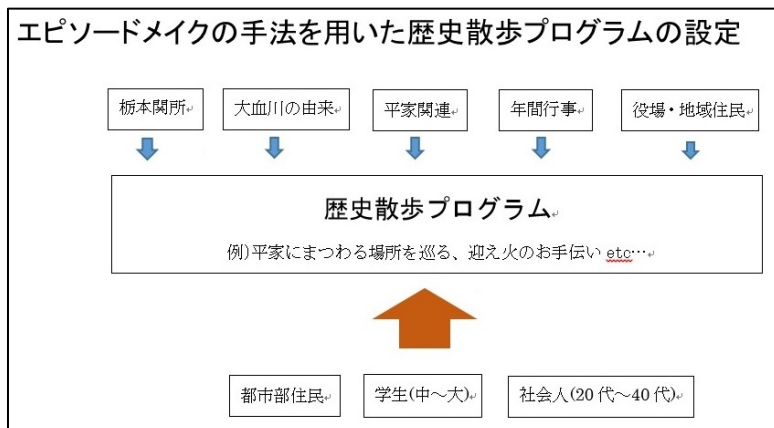 エピソードメイクの手法を用いた歴史散歩プログラムの設定
栃本関所
大血川の由来
平家関連
年間行事
役場・地域住民
歴史散歩プログラム
例)平家にまつわる場所を巡る、迎え火のお手伝い etc…
都市部住民
学生(中～大)
社会人(20代～40代)